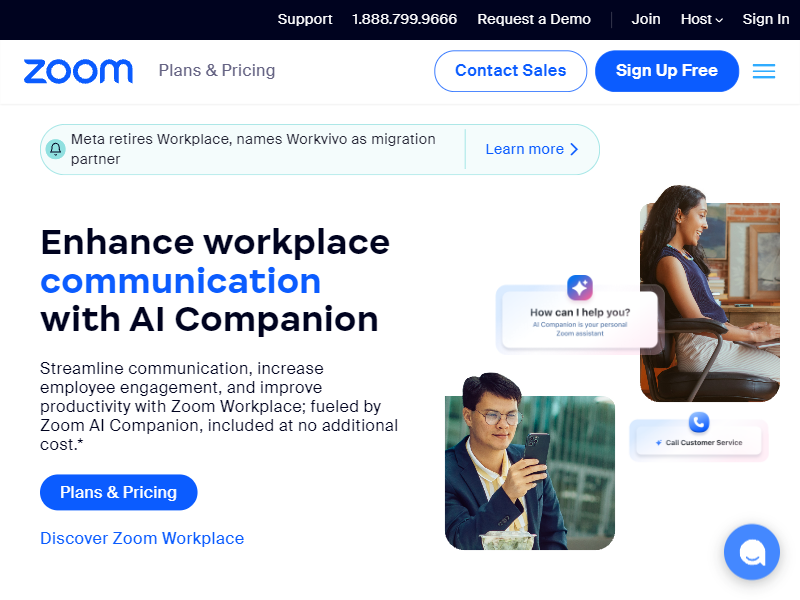 Support 1.888.799.9666 Request a Demo Join Host Sign In
zoom Plans & Pricing Contact Sales Sign Up Free
Meta retires Workplace, names Workvivo as migration
partner
Learn more
Enhance workplace
communication
with AI Companion
Streamline communication, increase
employee engagement, and improve
productivity with Zoom Workplace; fueled by
Zoom AI Companion, included at no additional
cost.*
Plans & Pricing
Discover Zoom Workplace
How can I help you?
AI Companion is your personal
Zoom assistant
Call Customer Service